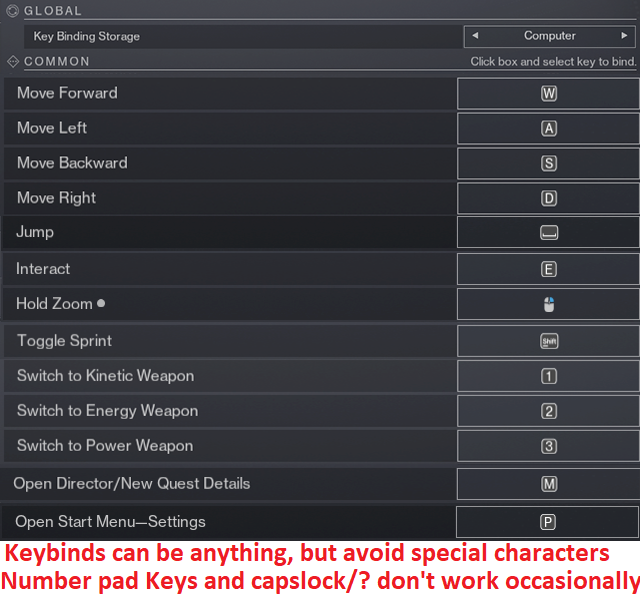 GLOBAL
Key Binding Storage Computer
COMMON Click box and select key to bind.
Move Forward W
Move Left A
Move Backward S
Move Right D
Jump
Interact E
Hold Zoom
Toggle Sprint Shift
Switch to Kinetic Weapon 1
Switch to Energy Weapon 2
Switch to Power Weapon 3
Open Director/New Quest Details M
Open Start Menu—Settings P
Keybinds can be anything, but avoid special characters
Number pad Keys and capslock/? don't work occasionally